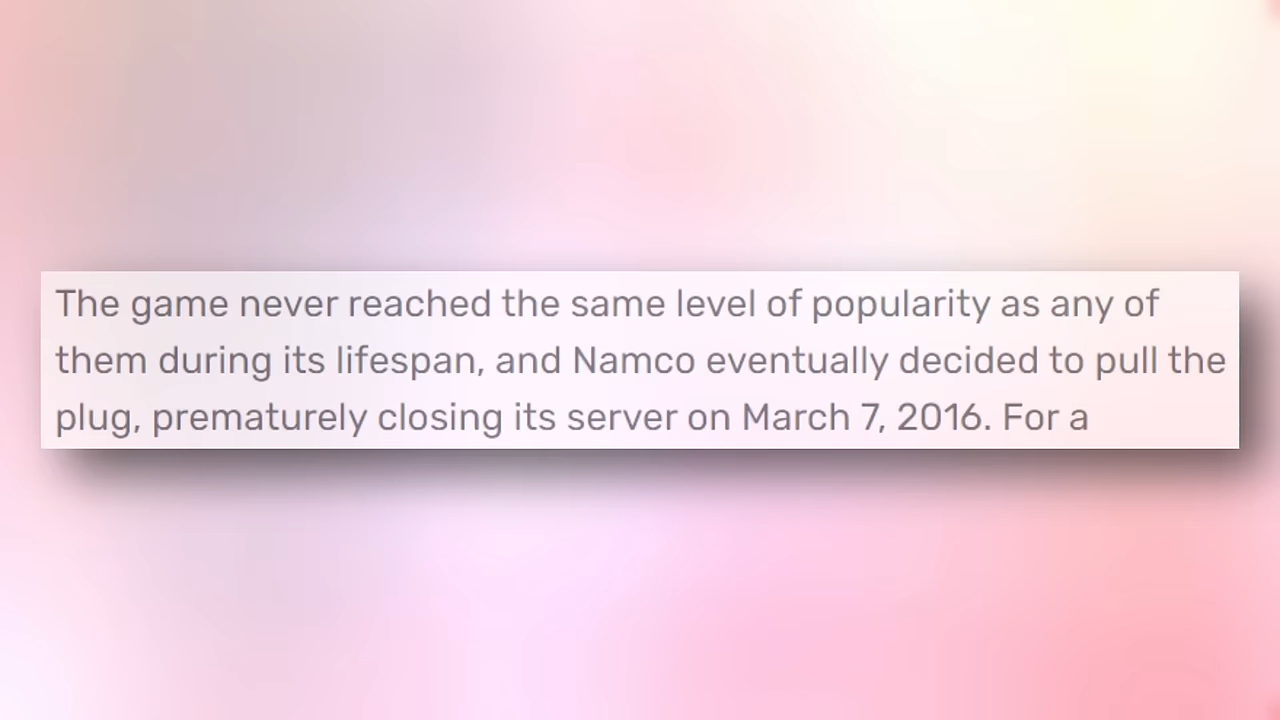 The game never reached the same level of popularity as any of
them during its lifespan, and Namco eventually decided to pull the
plug, prematurely closing its server on March 7, 2016. For a